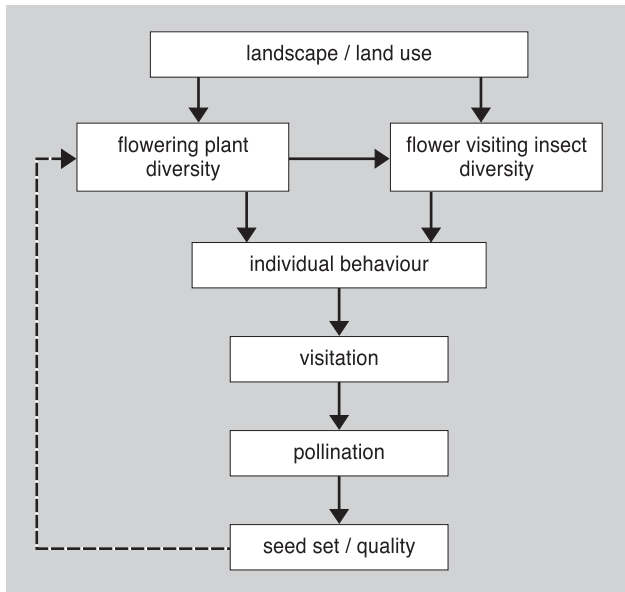 landscape / land use
flowering plant
diversity
flower visiting insect
diversity
individual behaviour
visitation
pollination
seed set / quality